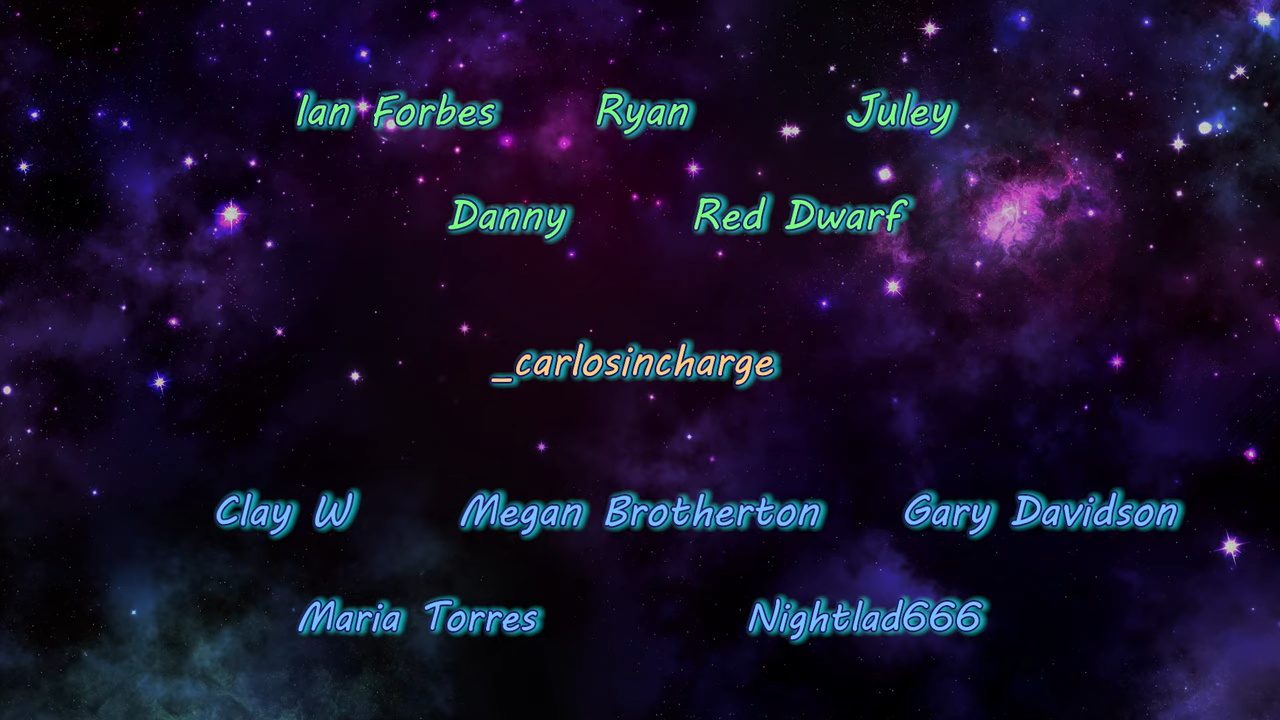 Ian Forbes Ryan Juley
Danny Red Dwarf
_carlosincharge
Clay W Megan Brotherton Gary Davidson
Maria Torres Nightlad666